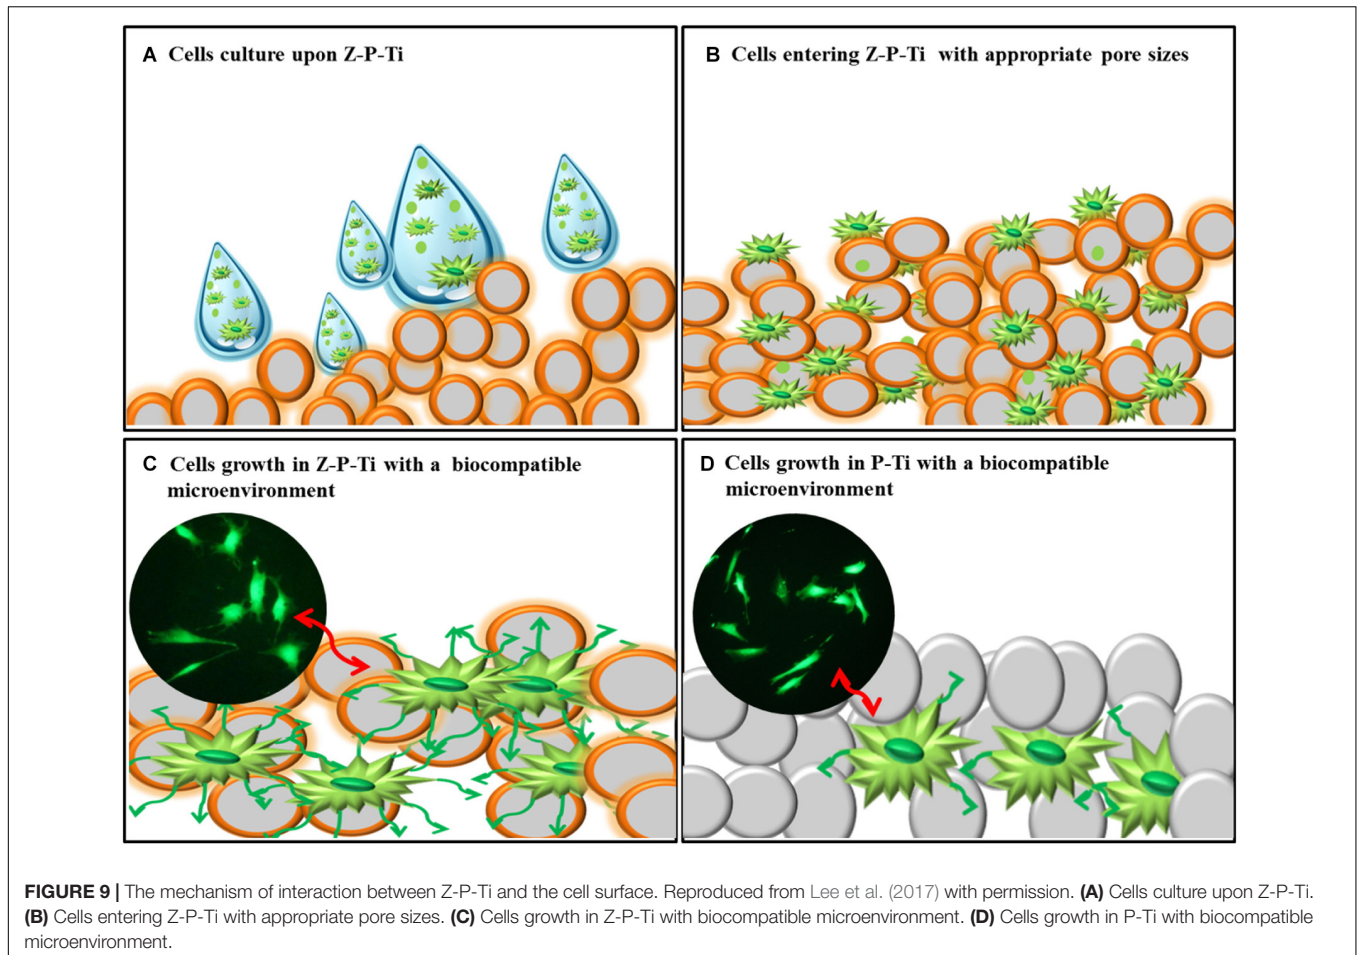 A Cells culture upon Z-P-Ti
B Cells entering Z-P-Ti with appropriate pore sizes
C Cells growth in Z-P-Ti with a biocompatible
microenvironment
D Cells growth in P-Ti with a biocompatible
microenvironment
FIGURE 9 | The mechanism of interaction between Z-P-Ti and the cell surface. Reproduced from Lee et al. (2017) with permission. (A) Cells culture upon Z-P-Ti.
(B) Cells entering Z-P-Ti with appropriate pore sizes. (C) Cells growth in Z-P-Ti with biocompatible microenvironment. (D) Cells growth in P-Ti with biocompatible
microenvironment.